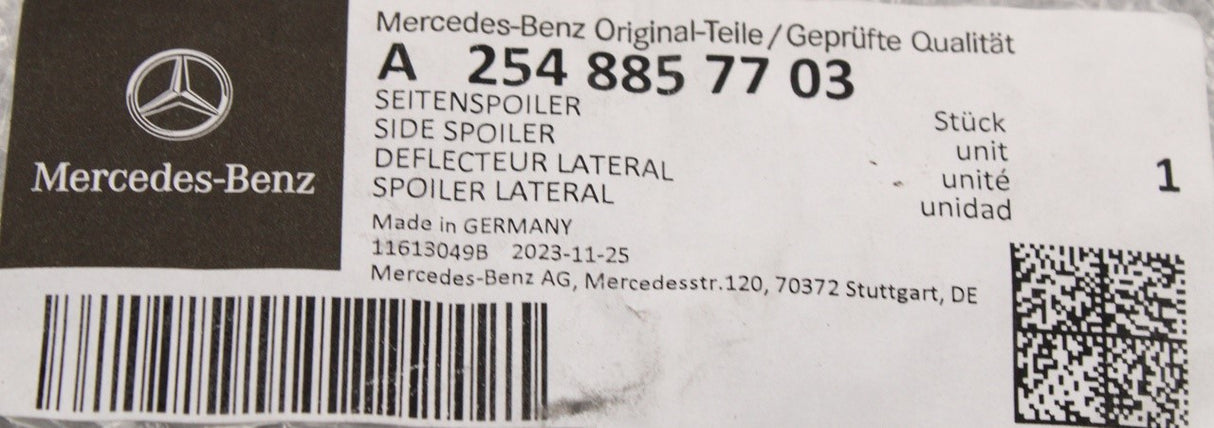 Mercedes-Benz
Mercedes-Benz Original-Teile/Geprüfte Qualität
A 254 885 77 03
SEITENSPOILER
SIDE SPOILER
DEFLECTEUR LATERAL
SPOILER LATERAL
Stück
unit
unité
unidad
1
Made in GERMANY
11613049B 2023-11-25
Mercedes-Benz AG, Mercedesstr.120, 70372 Stuttgart, DE